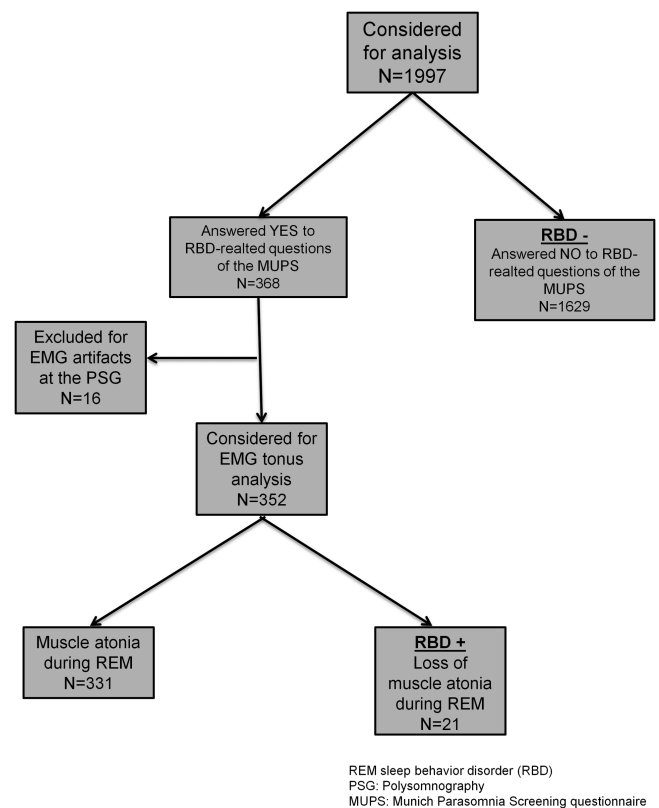 Considered
for analysis
N=1997
Answered YES to
RBD-realted questions
of the MUPS
N=368
RBD -
Answered NO to RBD-
realted questions of the
MUPS
N=1629
Excluded for
EMG artifacts
at the PSG
N=16
Considered for
EMG tonus
analysis
N=352
Muscle atonia
during REM
N=331
RBD +
Loss of
muscle atonia
during REM
N=21
REM sleep behavior disorder (RBD)
PSG: Polysomnography
MUPS: Munich Parasomnia Screening questionnaire